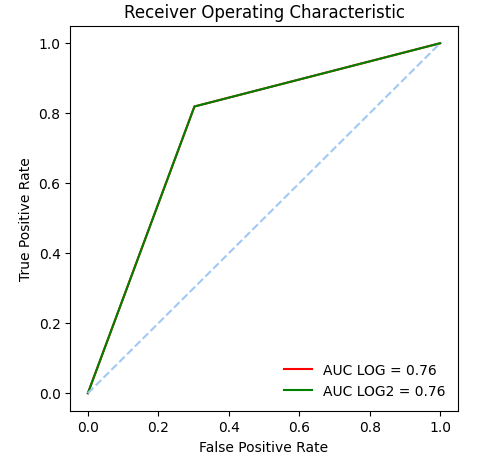 Receiver Operating Characteristic
True Positive Rate
1.0
0.8
0.6
0.4
0.2
0.0
AUC LOG = 0.76
AUC LOG2 = 0.76
0.0 0.2 0.4 0.6 0.8 1.0
False Positive Rate